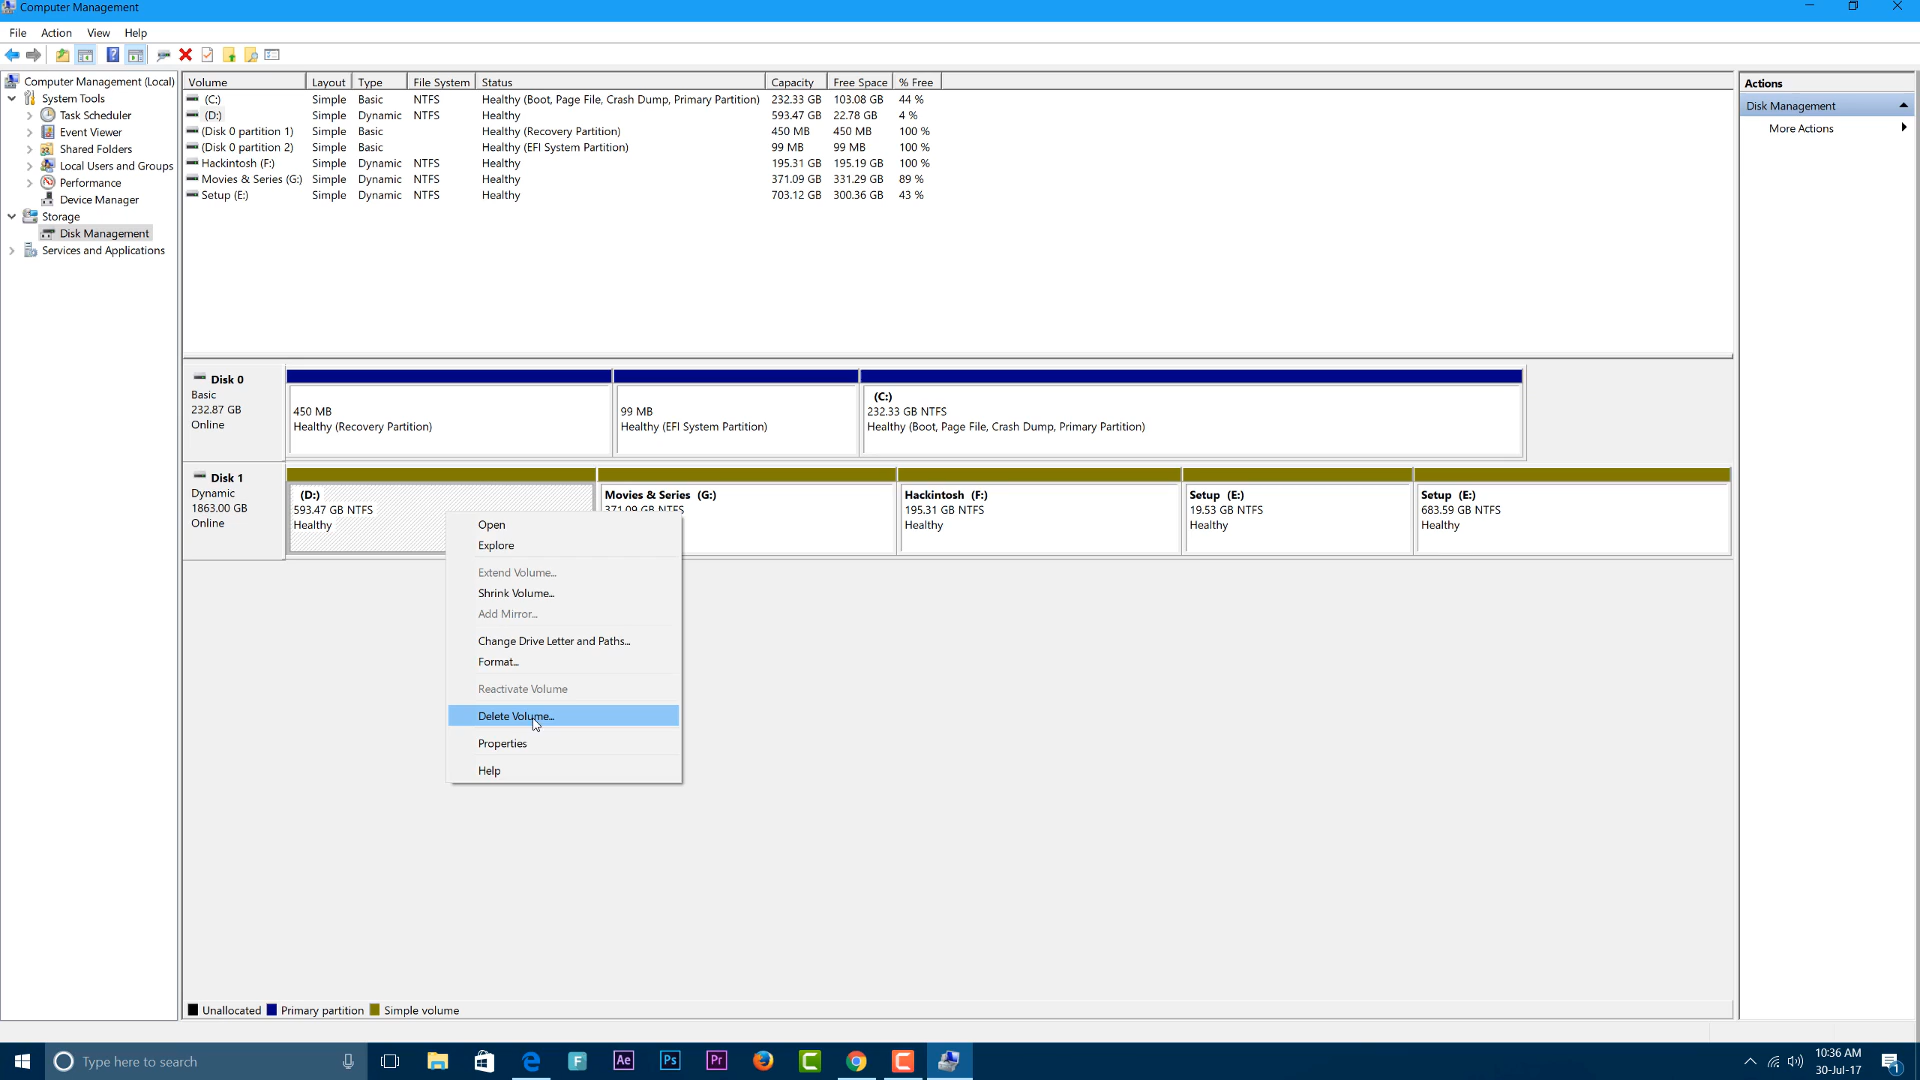 Computer Management
File Action View Help
Computer Management (Local)
System Tools
Task Scheduler
Event Viewer
Shared Folders
Local Users and Groups
Performance
Device Manager
Storage
Disk Management
Services and Applications
Volume Layout Type File System Status Capacity Free Space % Free
(C:) Simple Basic NTFS Healthy (Boot, Page File, Crash Dump, Primary Partition) 232.33 GB 103.08 GB 44 %
(D:) Simple Dynamic NTFS Healthy 593.47 GB 22.78 GB 4 %
(Disk 0 partition 1) Simple Basic Healthy (Recovery Partition) 450 MB 450 MB 100 %
(Disk 0 partition 2) Simple Basic Healthy (EFI System Partition) 99 MB 99 MB 100 %
Hackintosh (F:) Simple Dynamic NTFS Healthy 195.31 GB 195.19 GB 100 %
Movies & Series (G:) Simple Dynamic NTFS Healthy 371.09 GB 331.29 GB 89 %
Setup (E:) Simple Dynamic NTFS Healthy 703.12 GB 300.36 GB 43 %
Actions
Disk Management
More Actions
Disk 0
Basic
232.87 GB
Online
450 MB
Healthy (Recovery Partition)
99 MB
Healthy (EFI System Partition)
(C:)
232.33 GB NTFS
Healthy (Boot, Page File, Crash Dump, Primary Partition)
Disk 1
Dynamic
1863.00 GB
Online
(D:)
593.47 GB NTFS
Healthy
Movies & Series (G:)
371.09 GB NTFS
Hackintosh (F:)
195.31 GB NTFS
Healthy
Setup (E:)
19.53 GB NTFS
Healthy
Setup (E:)
683.59 GB NTFS
Healthy
Open
Explore
Extend Volume...
Shrink Volume...
Add Mirror...
Change Drive Letter and Paths...
Format...
Reactivate Volume
Delete Volume...
Properties
Help
Unallocated Primary partition Simple volume
Type here to search
F
Ae
Ps
Pr
10:36 AM
30-Jul-17
1